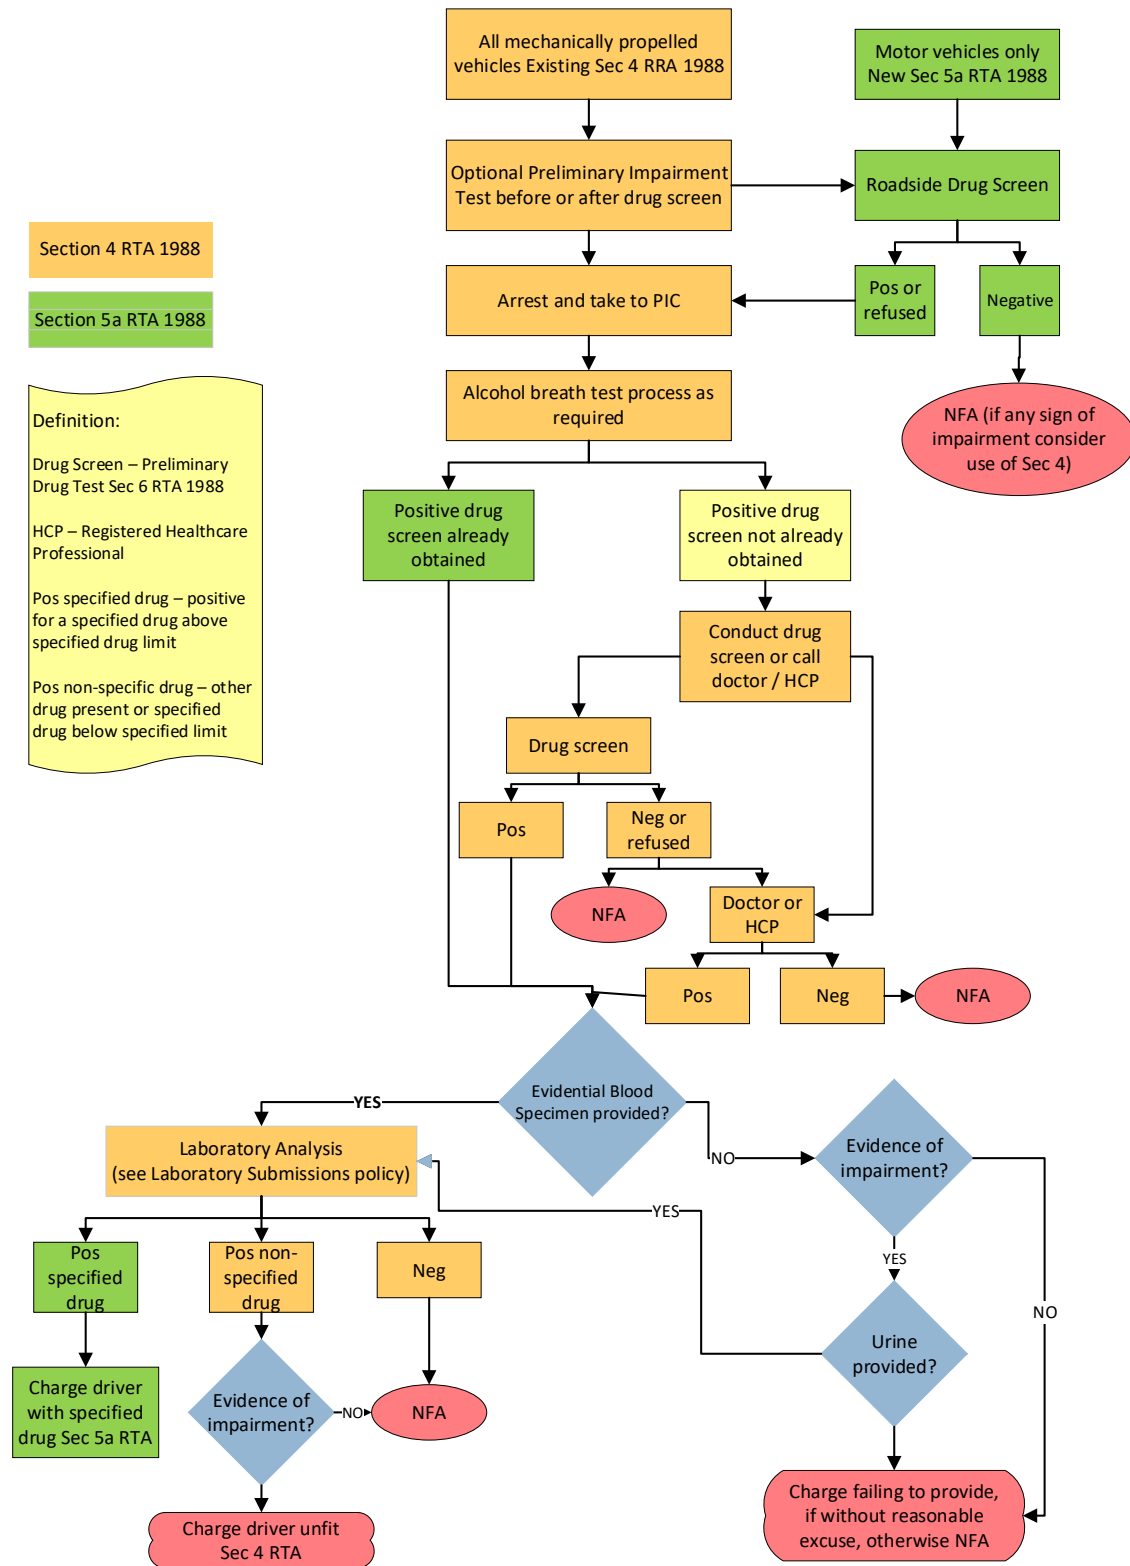 All mechanically propelled
vehicles Existing Sec 4 RRA 1988
Motor vehicles only
New Sec 5a RTA 1988
Optional Preliminary Impairment
Test before or after drug screen
Roadside Drug Screen
Section 4 RTA 1988
Section 5a RTA 1988
Arrest and take to PIC
Pos or
refused
Negative
Alcohol breath test process as
required
NFA (if any sign of
impairment consider
use of Sec 4)
Definition:
Drug Screen – Preliminary
Drug Test Sec 6 RTA 1988
HCP – Registered Healthcare
Professional
Pos specified drug – positive
for a specified drug above
specified drug limit
Pos non-specific drug – other
drug present or specified
drug below specified limit
Positive drug
screen already
obtained
Positive drug
screen not already
obtained
Conduct drug
screen or call
doctor / HCP
Drug screen
Pos
Neg or
refused
NFA
Doctor or
HCP
Pos
Neg
NFA
Evidential Blood
Specimen provided?
YES
NO
Laboratory Analysis
(see Laboratory Submissions policy)
Evidence of
impairment?
YES
YES
NO
Pos
specified
drug
Pos non-
specified
drug
Neg
Urine
provided?
Charge driver
with specified
drug Sec 5a RTA
Evidence of
impairment?
NO
NFA
Charge driver unfit
Sec 4 RTA
Charge failing to provide,
if without reasonable
excuse, otherwise NFA